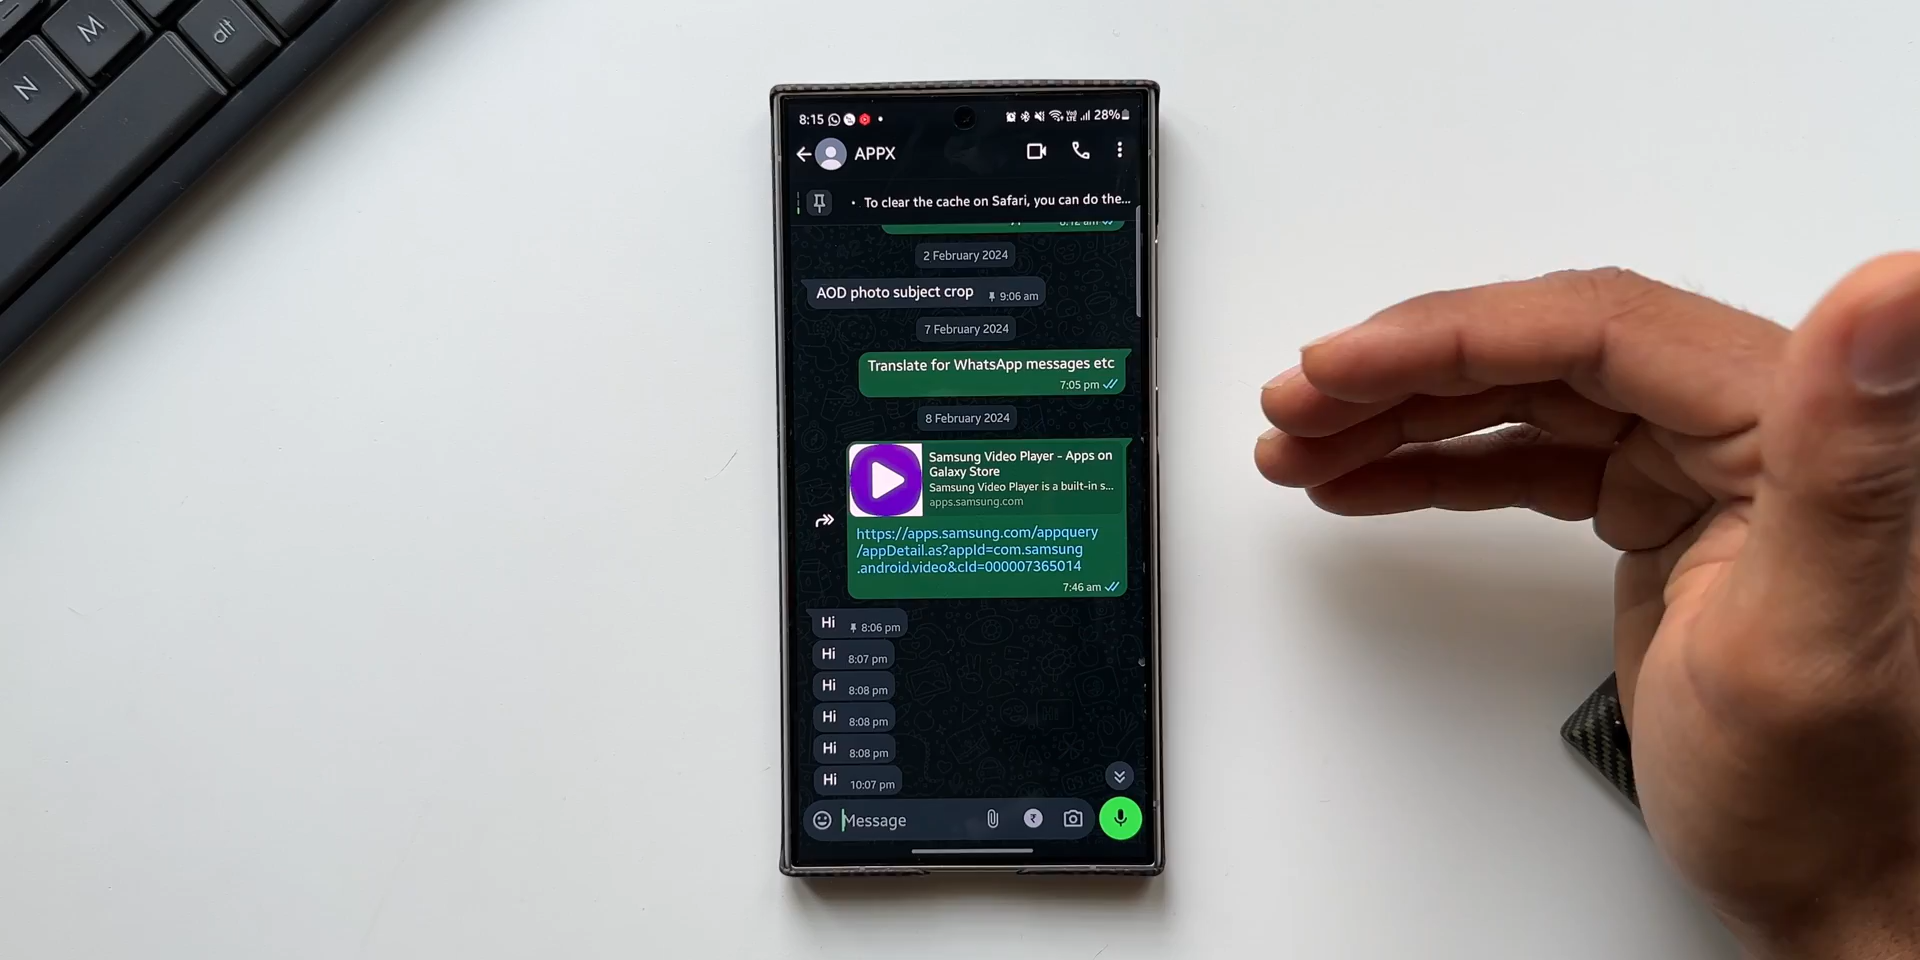 M
alt
N
8:15
VoD LTE 28%
APPX
To clear the cache on Safari, you can do the...
8:12 am
2 February 2024
AOD photo subject crop 9:06 am
7 February 2024
Translate for WhatsApp messages etc
7:05 pm
8 February 2024
Samsung Video Player - Apps on
Galaxy Store
Samsung Video Player is a built-in s...
apps.samsung.com
https://apps.samsung.com/appquery
/appDetail.as?appId=com.samsung
.android.video&cId=000007365014
7:46 am
Hi 8:06 pm
Hi 8:07 pm
Hi 8:08 pm
Hi 8:08 pm
Hi 8:08 pm
Hi 10:07 pm
Message ₹